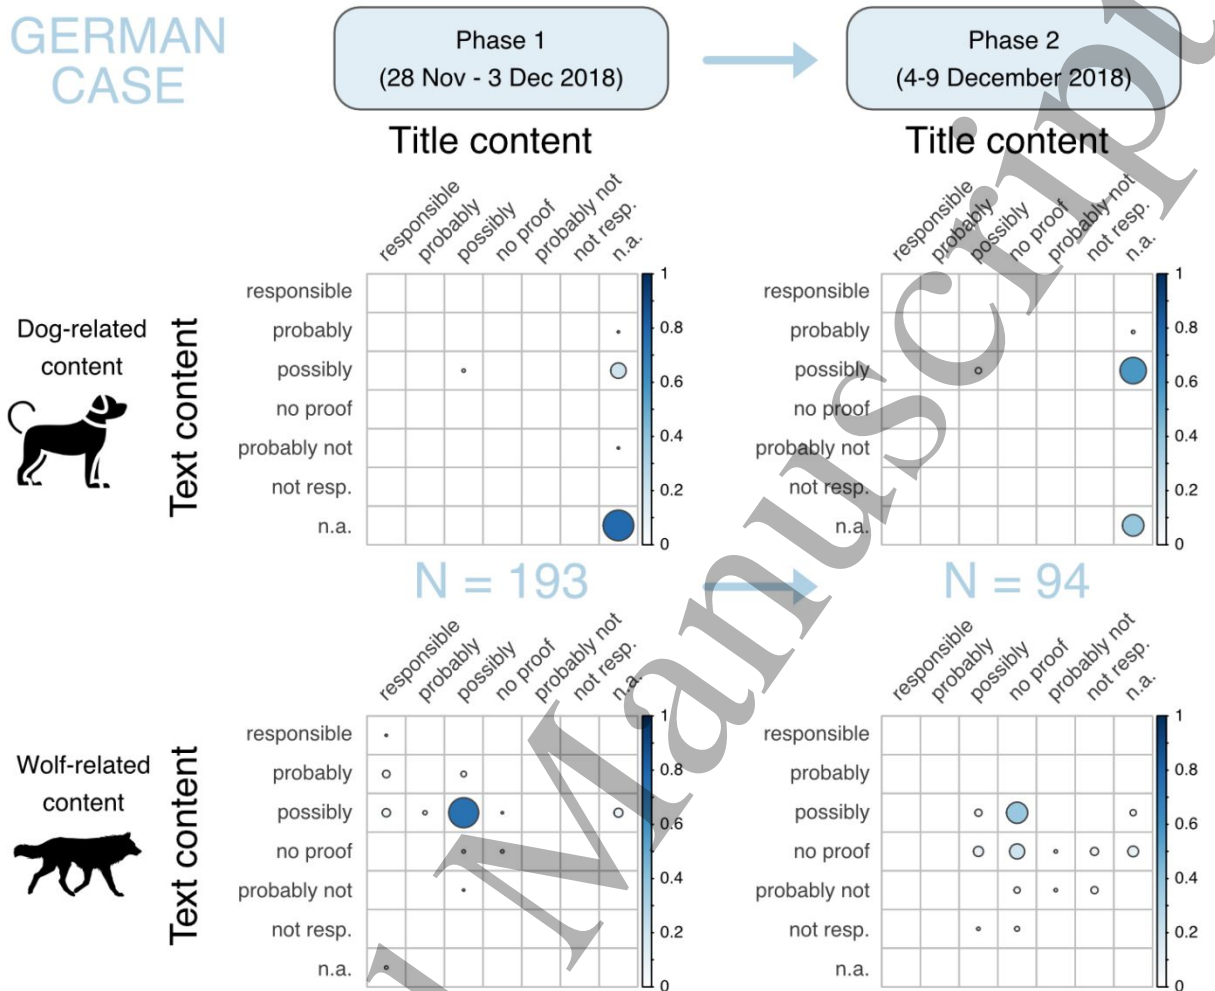 GERMAN
CASE
Phase 1
(28 Nov - 3 Dec 2018)
Phase 2
(4-9 December 2018)
Title content
Title content
responsible
probably
possibly
no proof
probably not
not resp.
n.a.
responsible
probably
possibly
no proof
probably not
not resp.
n.a.
Dog-related
content
Text content
responsible
probably
possibly
no proof
probably not
not resp.
n.a.
1
0.8
0.6
0.4
0.2
0
responsible
probably
possibly
no proof
probably not
not resp.
n.a.
1
0.8
0.6
0.4
0.2
0
N = 193
N = 94
responsible
probably
possibly
no proof
probably not
not resp.
n.a.
responsible
probably
possibly
no proof
probably not
not resp.
n.a.
Wolf-related
content
Text content
responsible
probably
possibly
no proof
probably not
not resp.
n.a.
1
0.8
0.6
0.4
0.2
0
responsible
probably
possibly
no proof
probably not
not resp.
n.a.
1
0.8
0.6
0.4
0.2
0
Manuscript